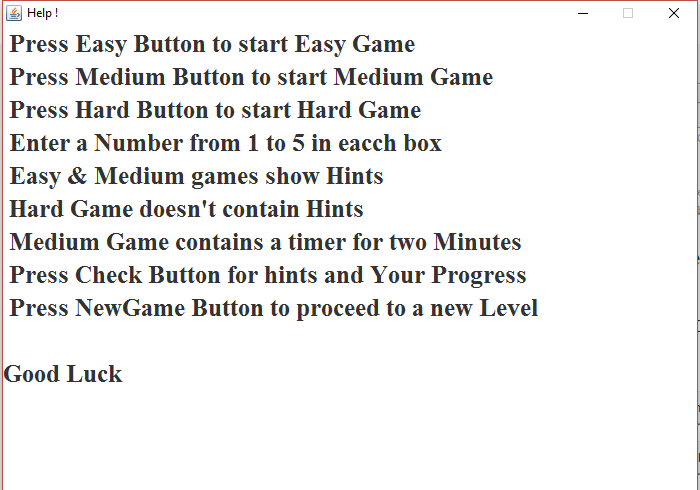 Help !
Press Easy Button to start Easy Game
Press Medium Button to start Medium Game
Press Hard Button to start Hard Game
Enter a Number from 1 to 5 in eacch box
Easy & Medium games show Hints
Hard Game doesn't contain Hints
Medium Game contains a timer for two Minutes
Press Check Button for hints and Your Progress
Press NewGame Button to proceed to a new Level
Good Luck